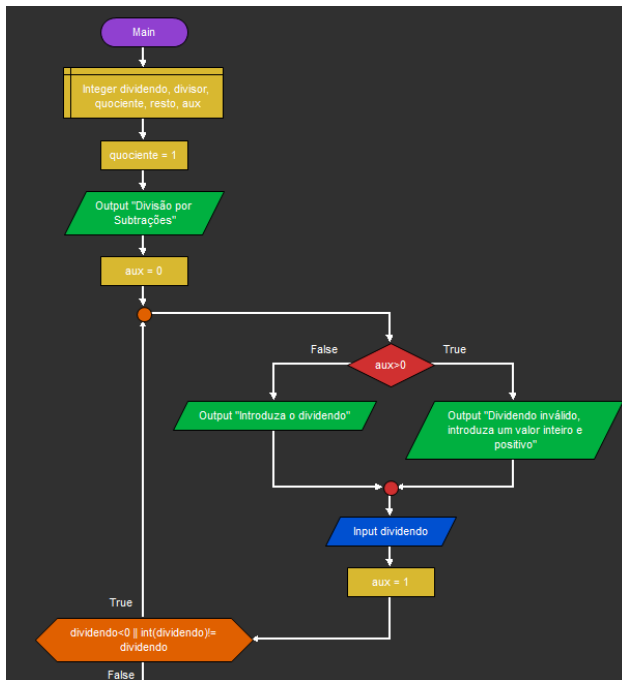 Main
Integer dividendo, divisor,
quociente, resto, aux
quociente = 1
Output "Divisão por
Subtrações"
aux = 0
False
True
aux>0
Output "Introduza o dividendo"
Output "Dividendo inválido,
introduza um valor inteiro e
positivo"
Input dividendo
aux = 1
True
dividendo<0 || int(dividendo)!=
dividendo
False